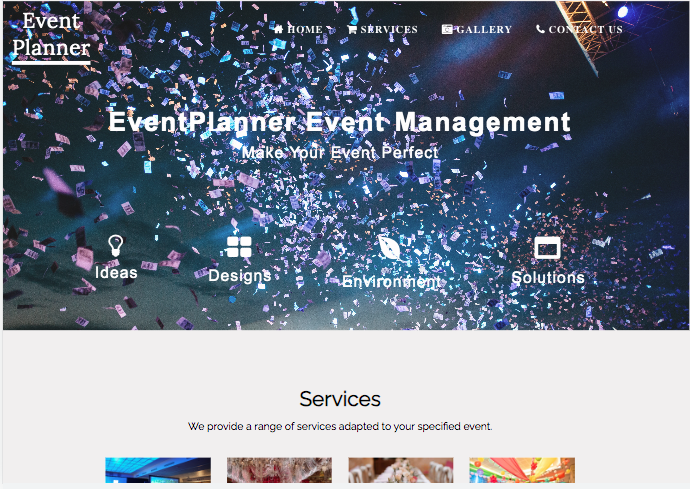 Event
Planner
HOME
SERVICES
GALLERY
CONTACT US
EventPlanner Event Management
Make Your Event Perfect
Ideas
Designs
Environment
Solutions
Services
We provide a range of services adapted to your specified event.